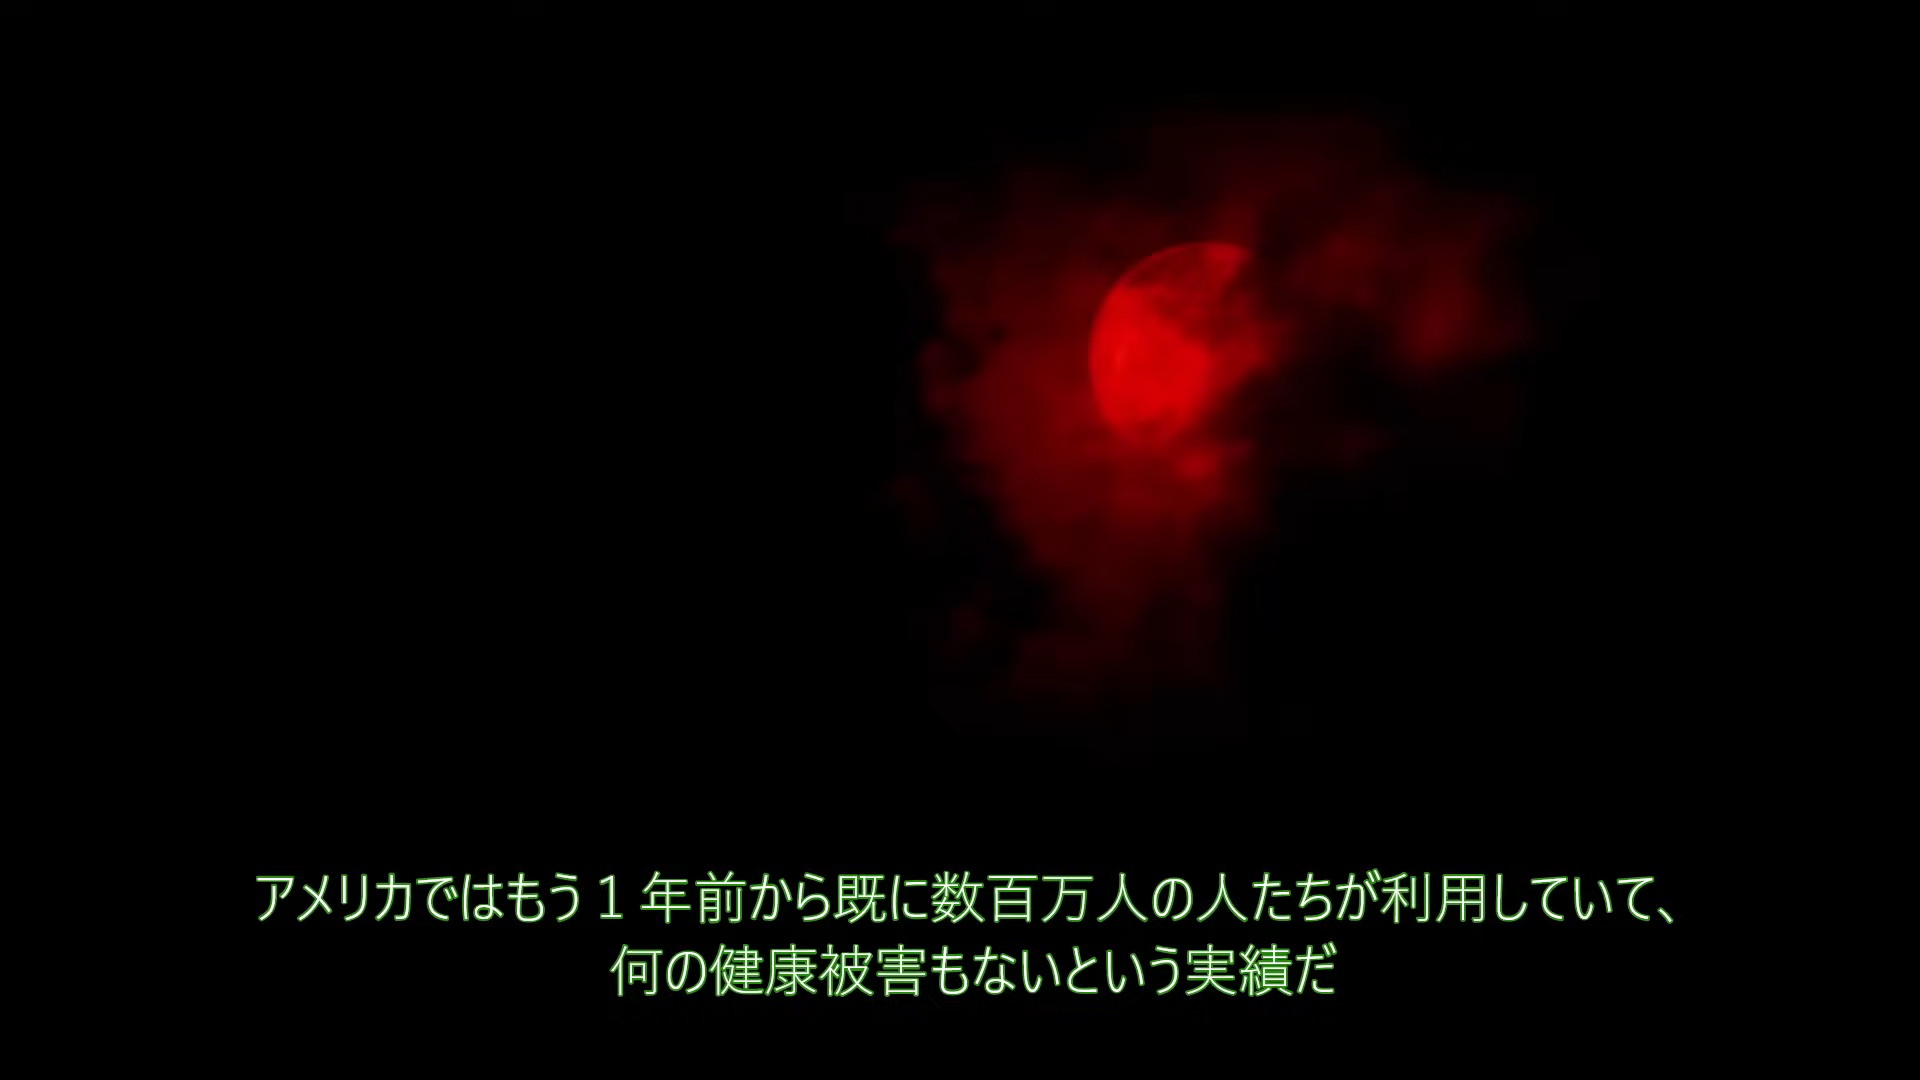 アメリカではもう１年前から既に数百万人の人たちが利用していて、
何の健康被害もないという実績だ